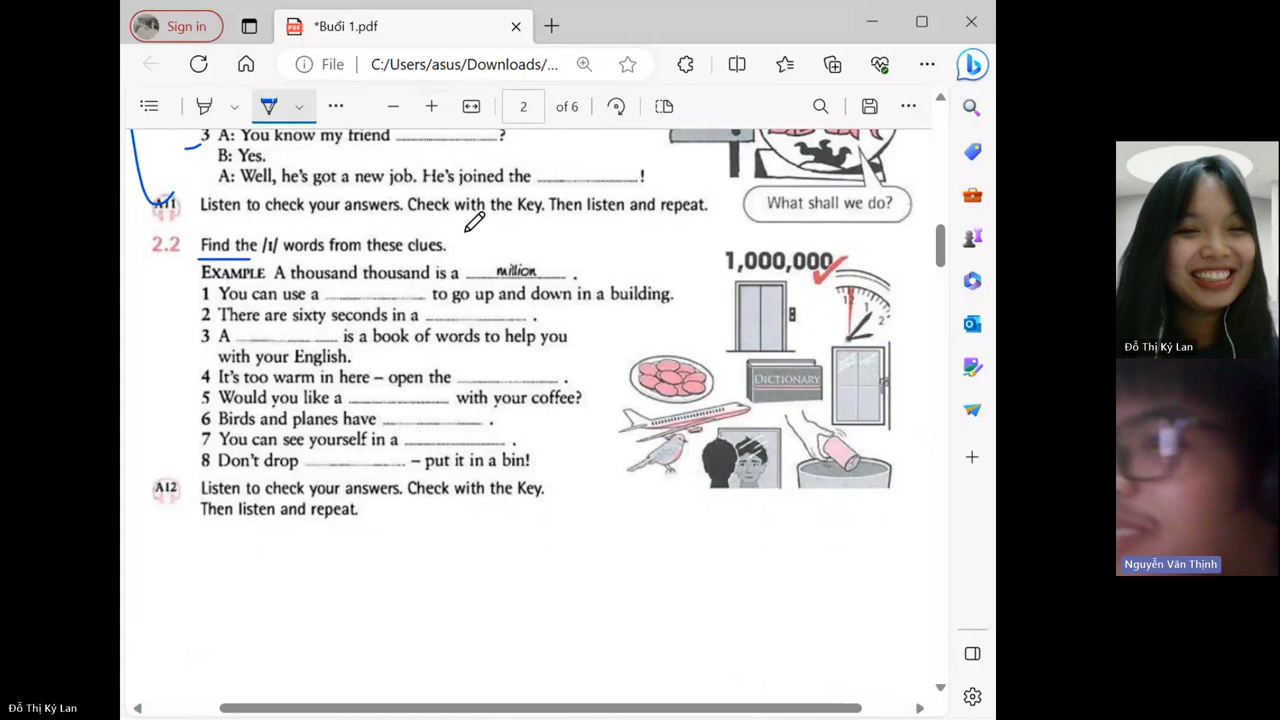 Sign in
*Buổi 1.pdf
File
C:/Users/asus/Downloads/...
2
of 6
3 A: You know my friend ?
B: Yes.
A: Well, he's got a new job. He's joined the !
What shall we do?
A11 Listen to check your answers. Check with the Key. Then listen and repeat.
2.2 Find the /ɪ/ words from these clues.
EXAMPLE A thousand thousand is a million .
1 You can use a to go up and down in a building.
2 There are sixty seconds in a .
3 A is a book of words to help you
with your English.
4 It's too warm in here – open the .
5 Would you like a with your coffee?
6 Birds and planes have .
7 You can see yourself in a .
8 Don't drop – put it in a bin!
1,000,000
12
1
2
DICTIONARY
A12 Listen to check your answers. Check with the Key.
Then listen and repeat.
Đỗ Thị Ký Lan
Nguyễn Văn Thịnh
Đỗ Thị Ký Lan